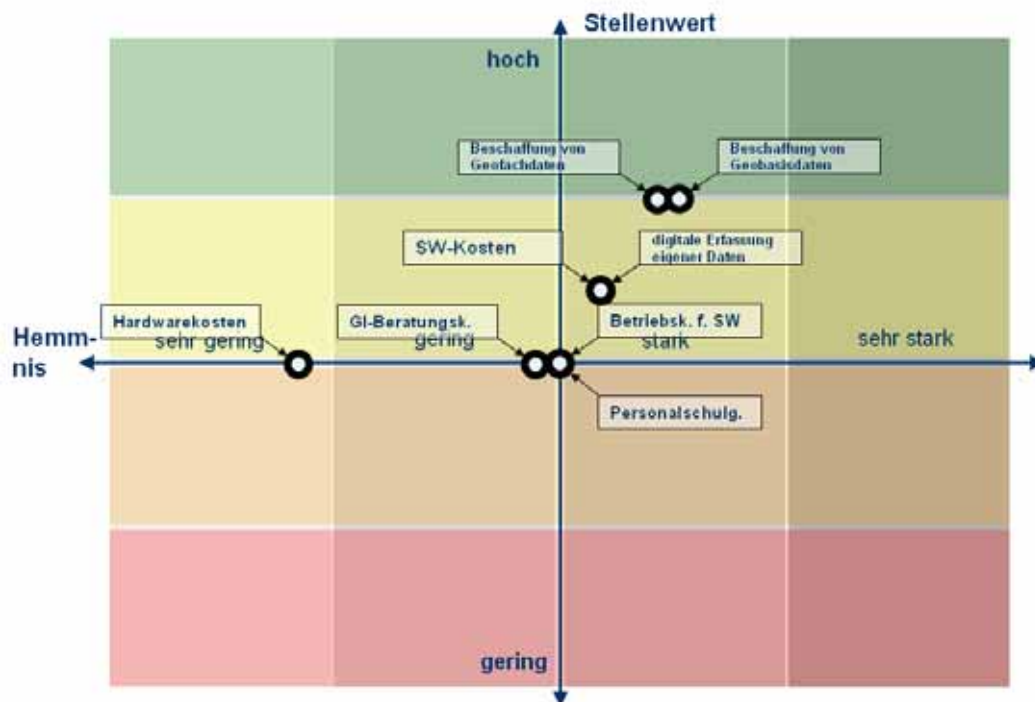 Stellenwert
hoch
Beschaffung von
Geofachdaten
Beschaffung von
Geobasisdaten
SW-Kosten
digitale Erfassung
eigener Daten
Hardwarekosten
GI-Beratungsk.
Betriebsk. f. SW
Hemm-
nis
sehr gering
gering
stark
sehr stark
Personalschulg.
gering